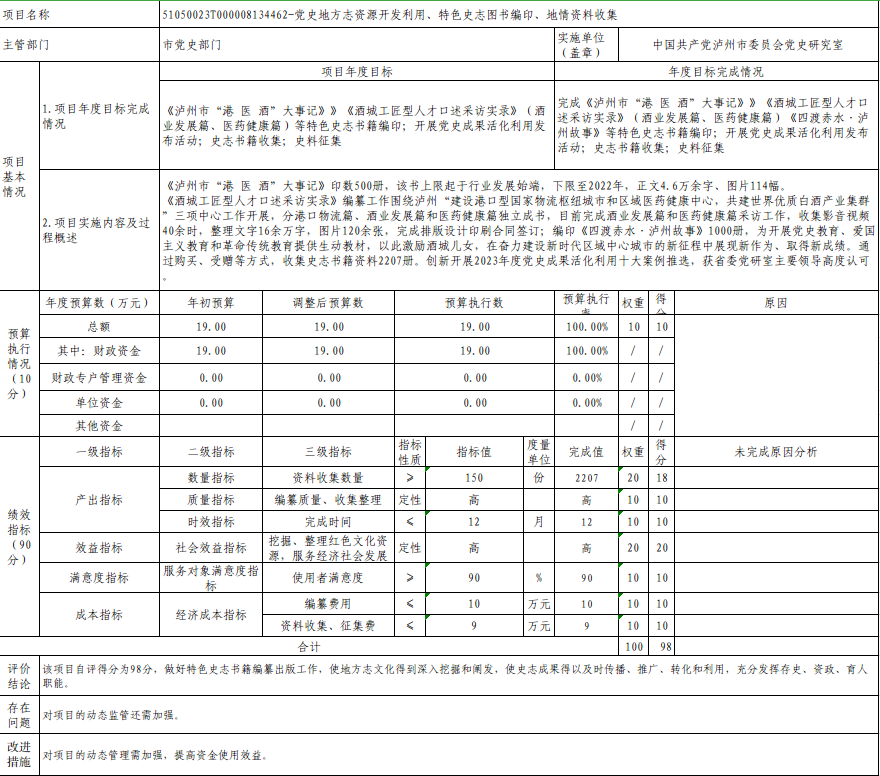 项目名称 51050023T000008134462-党史地方志资源开发利用、特色史志图书编印、地情资料收集
主管部门 市党史部门 实施单位（盖章） 中国共产党泸州市委员会党史研究室
项目基本情况
项目年度目标 年度目标完成情况
1.项目年度目标完成情况
《泸州市“港 医 酒”大事记》》《酒城工匠型人才口述采访实录》（酒
业发展篇、医药健康篇）等特色史志书籍编印；开展党史成果活化利用发
布活动；史志书籍收集；史料征集
完成《泸州市“港 医 酒”大事记》》《酒城工匠型人才口
述采访实录》（酒业发展篇、医药健康篇）《四渡赤水·泸
州故事》等特色史志书籍编印；开展党史成果活化利用发布
活动；史志书籍收集；史料征集
2.项目实施内容及过程概述
《泸州市“港 医 酒”大事记》印数500册，该书上限起于行业发展始端，下限至2022年，正文4.6万余字、图片114幅。
《酒城工匠型人才口述采访实录》编纂工作围绕泸州“建设港口型国家物流枢纽城市和区域医药健康中心，共建世界优质白酒产业集群
”三项中心工作开展，分港口物流篇、酒业发展篇和医药健康篇独立成书，目前完成酒业发展篇和医药健康篇采访工作，收集影音视频
40余时，整理文字16余万字，图片120余张，完成排版设计印刷合同签订；编印《四渡赤水·泸州故事》1000册，为开展党史教育、爱国
主义教育和革命传统教育提供生动教材，以此激励酒城儿女，在奋力建设新时代区域中心城市的新征程中展现新作为、取得新成绩。通
过购买、受赠等方式，收集史志书籍资料2207册。创新开展2023年度党史成果活化利用十大案例推选，获省委党研室主要领导高度认可
。
预算执行情况（10分）
年度预算数（万元） 年初预算 调整后预算数 预算执行数 预算执行率 权重 得分 原因
总额 19.00 19.00 19.00 100.00% 10 10
其中：财政资金 19.00 19.00 19.00 100.00% / /
财政专户管理资金 0.00 0.00 0.00 0.00% / /
单位资金 0.00 0.00 0.00 0.00% / /
其他资金 / /
绩效指标（90分）
一级指标 二级指标 三级指标 指标性质 指标值 度量单位 完成值 权重 得分 未完成原因分析
产出指标 数量指标 资料收集数量 ≥ 150 份 2207 20 18
质量指标 编纂质量、收集整理 定性 高 高 10 10
时效指标 完成时间 ≤ 12 月 12 10 10
效益指标 社会效益指标 挖掘、整理红色文化资源，服务经济社会发展 定性 高 高 20 20
满意度指标 服务对象满意度指标 使用者满意度 ≥ 90 % 90 10 10
成本指标 经济成本指标 编纂费用 ≤ 10 万元 10 10 10
资料收集、征集费 ≤ 9 万元 9 10 10
合计 100 98
评价结论
该项目自评得分为98分，做好特色史志书籍编纂出版工作，使地方志文化得到深入挖掘和阐发，使史志成果得以及时传播、推广、转化和利用，充分发挥存史、资政、育人
职能。
存在问题 对项目的动态监管还需加强。
改进措施 对项目的动态管理需加强，提高资金使用效益。